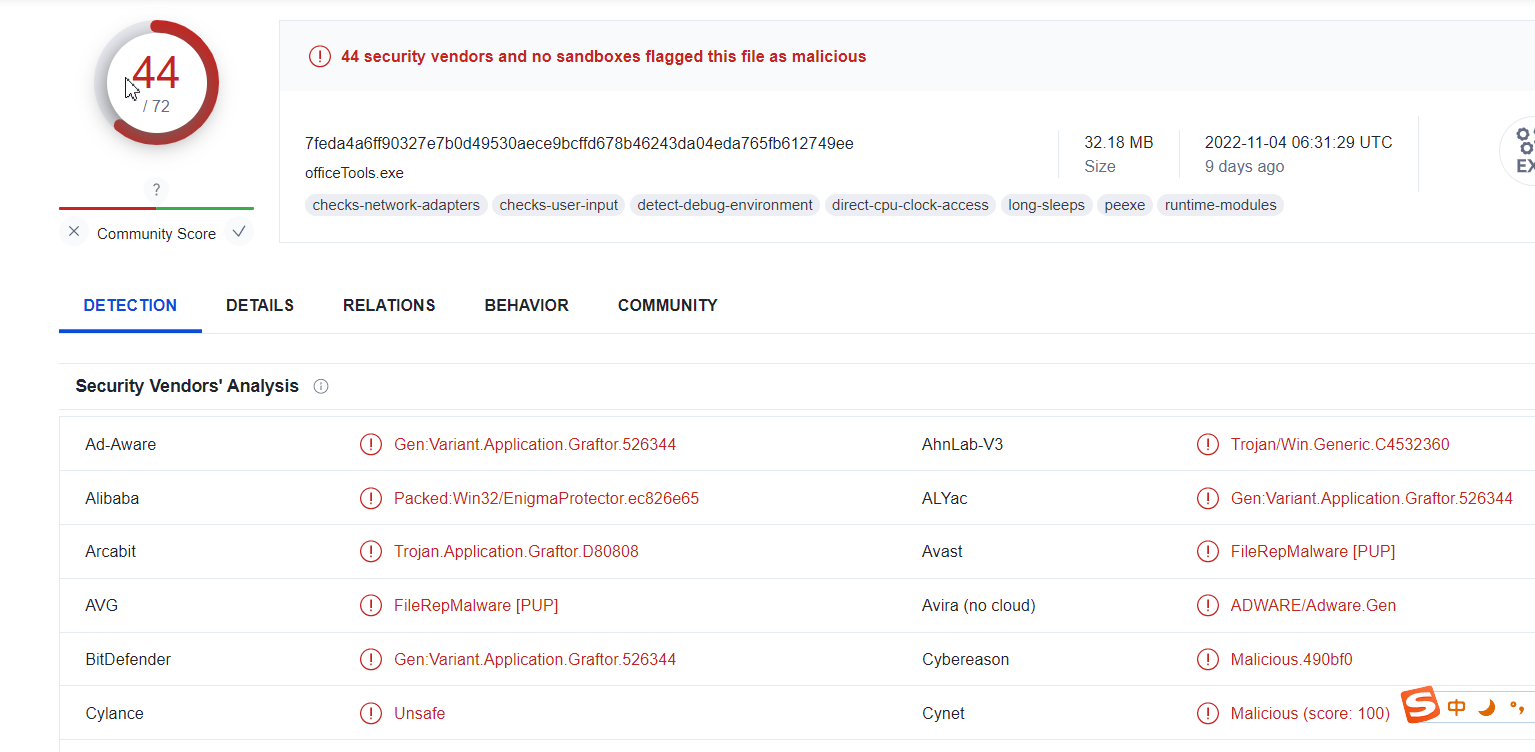 44
/ 72
?
Community Score
44 security vendors and no sandboxes flagged this file as malicious
7feda4a6ff90327e7b0d49530aece9bcffd678b46243da04eda765fb612749ee
officeTools.exe
32.18 MB
Size
2022-11-04 06:31:29 UTC
9 days ago
EX
checks-network-adapters checks-user-input detect-debug-environment direct-cpu-clock-access long-sleeps peexe runtime-modules
DETECTION DETAILS RELATIONS BEHAVIOR COMMUNITY
Security Vendors' Analysis
Ad-Aware Gen:Variant.Application.Graftor.526344 AhnLab-V3 Trojan/Win.Generic.C4532360
Alibaba Packed:Win32/EnigmaProtector.ec826e65 ALYac Gen:Variant.Application.Graftor.526344
Arcabit Trojan.Application.Graftor.D80808 Avast FileRepMalware [PUP]
AVG FileRepMalware [PUP] Avira (no cloud) ADWARE/Adware.Gen
BitDefender Gen:Variant.Application.Graftor.526344 Cybereason Malicious.490bf0
Cylance Unsafe Cynet Malicious (score: 100)
S 中